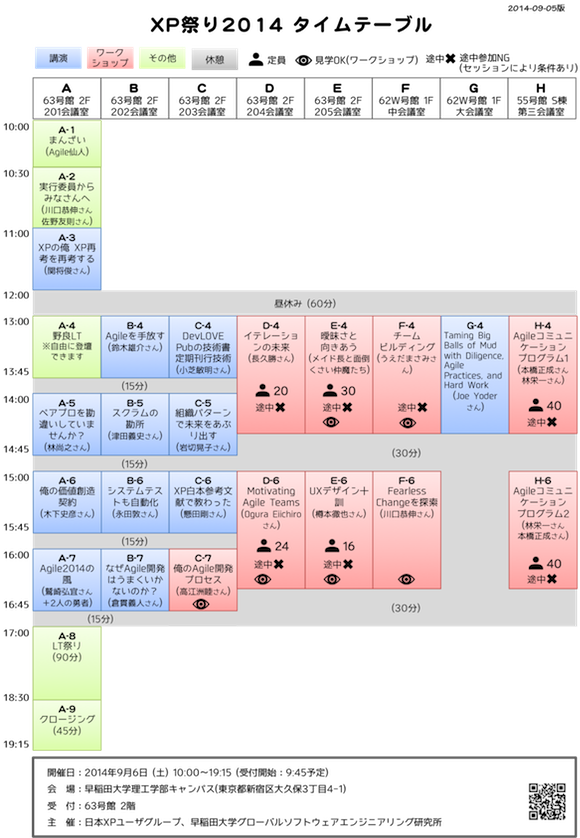 2014-09-05版
XP祭り2014 タイムテーブル
講演
ワーク
ショップ
その他
休憩
定員
見学OK(ワークショップ)
途中✖ 途中参加NG
(セッションにより条件あり)
A
63号館 2F
201会議室
B
63号館 2F
202会議室
C
63号館 2F
203会議室
D
63号館 2F
204会議室
E
63号館 2F
205会議室
F
62W号館 1F
中会議室
G
62W号館 1F
大会議室
H
55号館 S棟
第三会議室
10:00
A-1
まんざい
(Agile仙人)
10:30
A-2
実行委員から
みなさんへ
(川口恭伸さん
佐野友則さん)
11:00
A-3
XPの俺 XP再
考を再考する
(関将俊さん)
12:00
昼休み (60分)
13:00
A-4
野良LT
※自由に登壇
できます
B-4
Agileを手放す
(鈴木雄介さん)
C-4
DevLOVE
Pubの技術書
定期刊行技術
(小芝敏明さん)
D-4
イテレーショ
ンの未来
(長久勝さん)
20
途中✖
E-4
曖昧さと
向きあう
(メイド長と面倒
くさい仲魔たち)
30
途中✖
F-4
チーム
ビルディング
(うえだまさみさ
ん)
途中✖
G-4
Taming Big
Balls of Mud
with Diligence,
Agile
Practices, and
Hard Work
(Joe Yoder
さん)
H-4
Agileコミュニ
ケーション
プログラム1
(本橋正成さん
林栄一さん)
40
途中✖
13:45
(15分)
14:00
A-5
ペアプロを勘
違いしていま
せんか?
(林尚之さん)
B-5
スクラムの
勘所
(津田義史さん)
C-5
組織パターン
で未来をあぶ
り出す
(岩切晃子さん)
14:45
(15分)
(30分)
15:00
A-6
俺の価値創造
契約
(木下史彦さん)
B-6
システムテス
トも自動化
(永田敦さん)
C-6
XP白本参考文
献で教わった
(懸田剛さん)
D-6
Motivating
Agile Teams
(Ogura Eiichiro
さん)
24
途中✖
E-6
UXデザイン十
訓
(樽本徹也さん)
16
途中✖
F-6
Fearless
Changeを探索
(川口恭伸さん)
H-6
Agileコミュニ
ケーション
プログラム2
(林栄一さん
本橋正成さん)
40
途中✖
15:45
(15分)
16:00
A-7
Agile2014の
風
(鷲崎弘宜さん
+2人の勇者)
B-7
なぜAgile開発
はうまくいか
ないのか?
(倉貫義人さん)
C-7
俺のAgile開発
プロセス
(高江洲睦さん)
16:45
(15分)
(30分)
17:00
A-8
LT祭り
(90分)
18:30
A-9
クロージング
(45分)
19:15
開催日:2014年9月6日 (土) 10:00〜19:15 (受付開始:9:45予定)
会 場:早稲田大学理工学部キャンパス(東京都新宿区大久保3丁目4-1)
受 付:63号館 2階
主 催:日本XPユーザグループ、早稲田大学グローバルソフトウェアエンジニアリング研究所